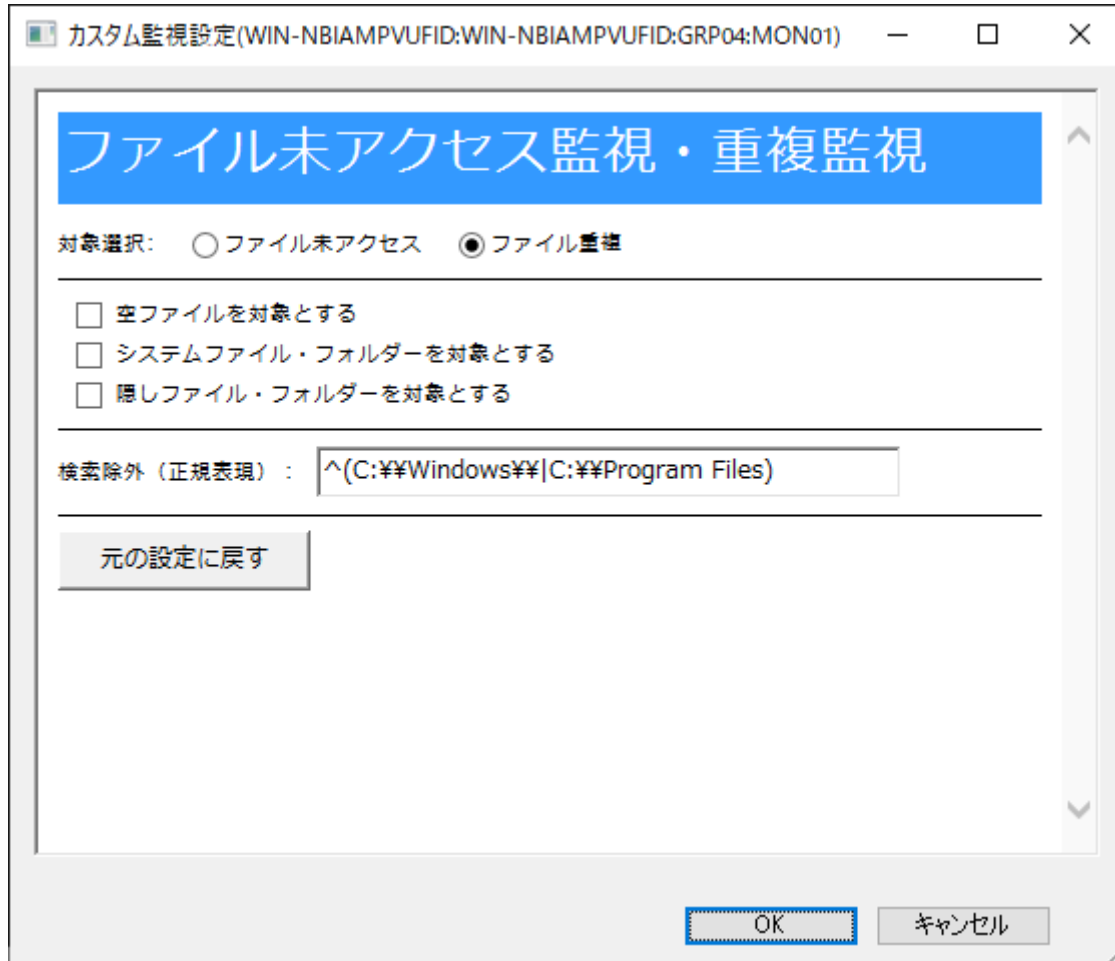 カスタム監視設定(WIN-NBIAMPVUFID:WIN-NBIAMPVUFID:GRP04:MON01)
ファイル未アクセス監視・重複監視
対象選択: ファイル未アクセス ファイル重複
空ファイルを対象とする
システムファイル・フォルダーを対象とする
隠しファイル・フォルダーを対象とする
検索除外（正規表現）: ^(C:¥¥Windows¥¥|C:¥¥Program Files)
元の設定に戻す
OK キャンセル